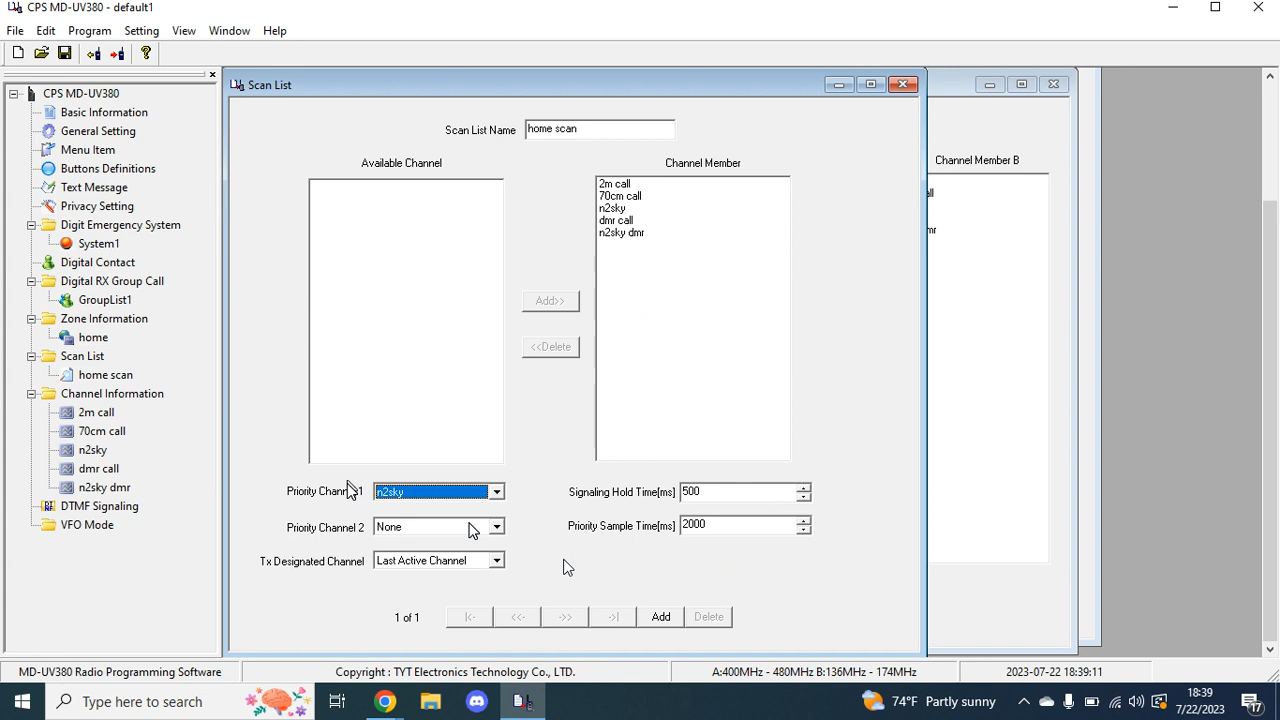 CPS MD-UV380 - default1
File Edit Program Setting View Window Help
CPS MD-UV380
Basic Information
General Setting
Menu Item
Buttons Definitions
Text Message
Privacy Setting
Digit Emergency System
System1
Digital Contact
Digital RX Group Call
GroupList1
Zone Information
home
Scan List
home scan
Channel Information
2m call
70cm call
n2sky
dmr call
n2sky dmr
DTMF Signaling
VFO Mode
Scan List
Scan List Name home scan
Available Channel Channel Member
2m call
70cm call
n2sky
dmr call
n2sky dmr
Add>>
<<Delete
Priority Channel 1 n2sky
Signaling Hold Time[ms] 500
Priority Channel 2 None
Priority Sample Time[ms] 2000
Tx Designated Channel Last Active Channel
1 of 1 |<- <<- ->> ->| Add Delete
Channel Member B
MD-UV380 Radio Programming Software Copyright : TYT Electronics Technology Co., LTD. A:400MHz - 480MHz B:136MHz - 174MHz 2023-07-22 18:39:11
Type here to search
74°F Partly sunny
18:39
7/22/2023
17